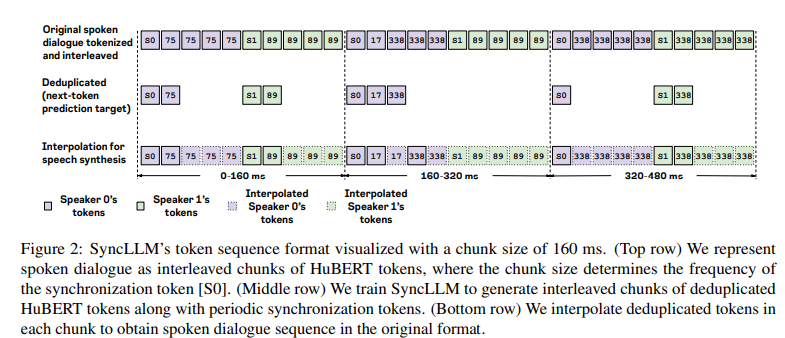 Original spoken
dialogue tokenized
and interleaved
S0 75 75 75 75 S1 89 89 89 89 S0 17 338 338 338 S1 89 89 89 89 S0 338 338 338 338 S1 338 338 338 338
Deduplicated
(next-token
prediction target)
S0 75 S1 89 S0 17 338 S0 S1 338
Interpolation for
speech synthesis
S0 75 75 75 75 S1 89 89 89 89 S0 17 17 338 338 S1 89 89 89 89 S0 338 338 338 338 S1 338 338 338 338
0-160 ms 160-320 ms 320-480 ms
Speaker 0's
tokens
Speaker 1's
tokens
Interpolated
Speaker 0's
tokens
Interpolated
Speaker 1's
tokens
Figure 2: SyncLLM's token sequence format visualized with a chunk size of 160 ms. (Top row) We represent
spoken dialogue as interleaved chunks of HuBERT tokens, where the chunk size determines the frequency of
the synchronization token [S0]. (Middle row) We train SyncLLM to generate interleaved chunks of deduplicated
HuBERT tokens along with periodic synchronization tokens. (Bottom row) We interpolate deduplicated tokens in
each chunk to obtain spoken dialogue sequence in the original format.